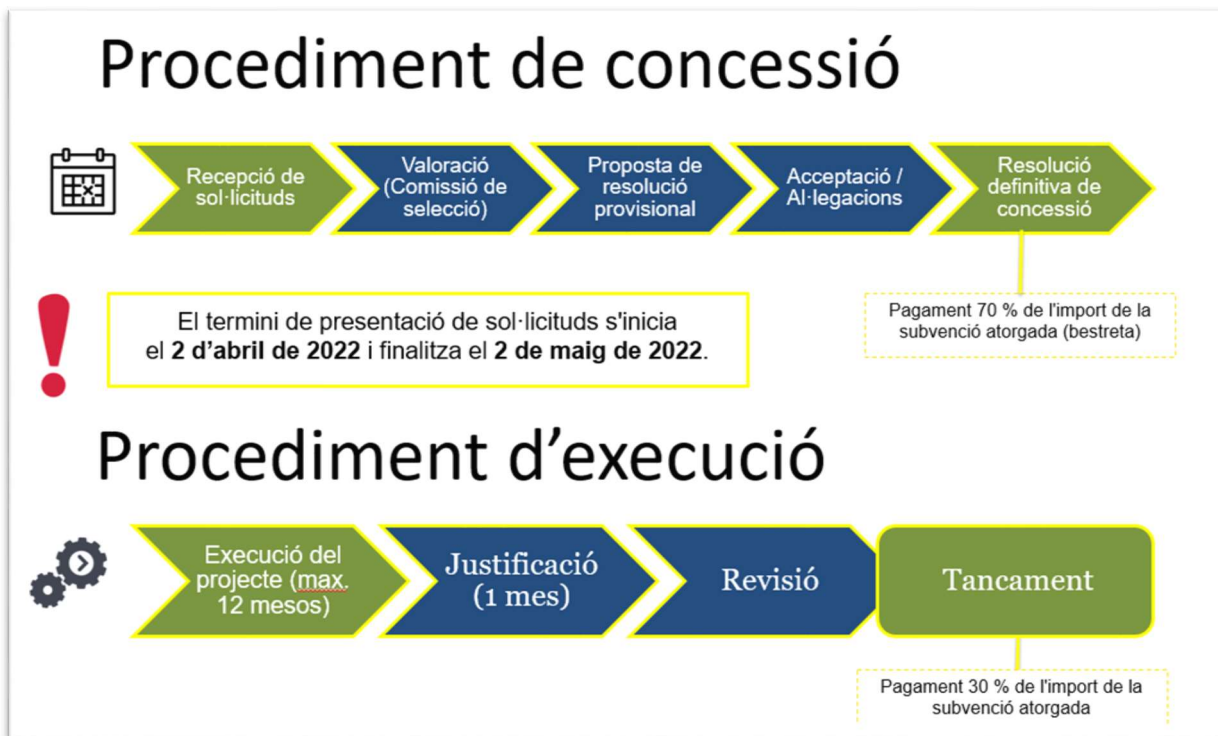 Procediment de concessió
Recepció de
sol·licituds
Valoració
(Comissió de
selecció)
Proposta de
resolució
provisional
Acceptació /
Al·legacions
Resolució
definitiva de
concessió
Pagament 70 % de l'import de la
subvenció atorgada (bestreta)
El termini de presentació de sol·licituds s'inicia
el 2 d’abril de 2022 i finalitza el 2 de maig de 2022.
Procediment d’execució
Execució del
projecte (max.
12 mesos)
Justificació
(1 mes)
Revisió
Tancament
Pagament 30 % de l'import de la
subvenció atorgada